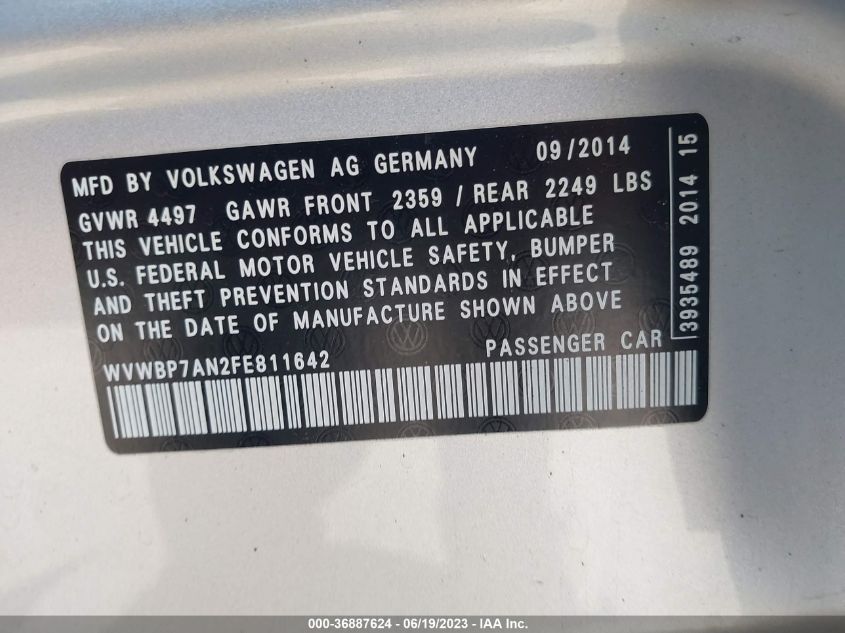 MFD BY VOLKSWAGEN AG GERMANY 09/2014
GVWR 4497 GAWR FRONT 2359 / REAR 2249 LBS
THIS VEHICLE CONFORMS TO ALL APPLICABLE
U.S. FEDERAL MOTOR VEHICLE SAFETY, BUMPER
AND THEFT PREVENTION STANDARDS IN EFFECT
ON THE DATE OF MANUFACTURE SHOWN ABOVE
PASSENGER CAR
WVWBP7AN2FE811642
3935489 2014 15
000-36887624 - 06/19/2023 - IAA Inc.